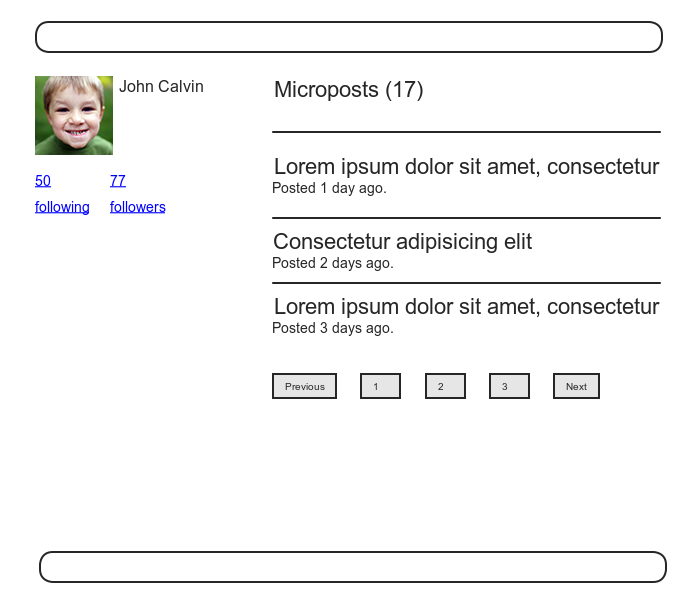 John Calvin
50 77
following followers
Microposts (17)
Lorem ipsum dolor sit amet, consectetur
Posted 1 day ago.
Consectetur adipisicing elit
Posted 2 days ago.
Lorem ipsum dolor sit amet, consectetur
Posted 3 days ago.
Previous 1 2 3 Next